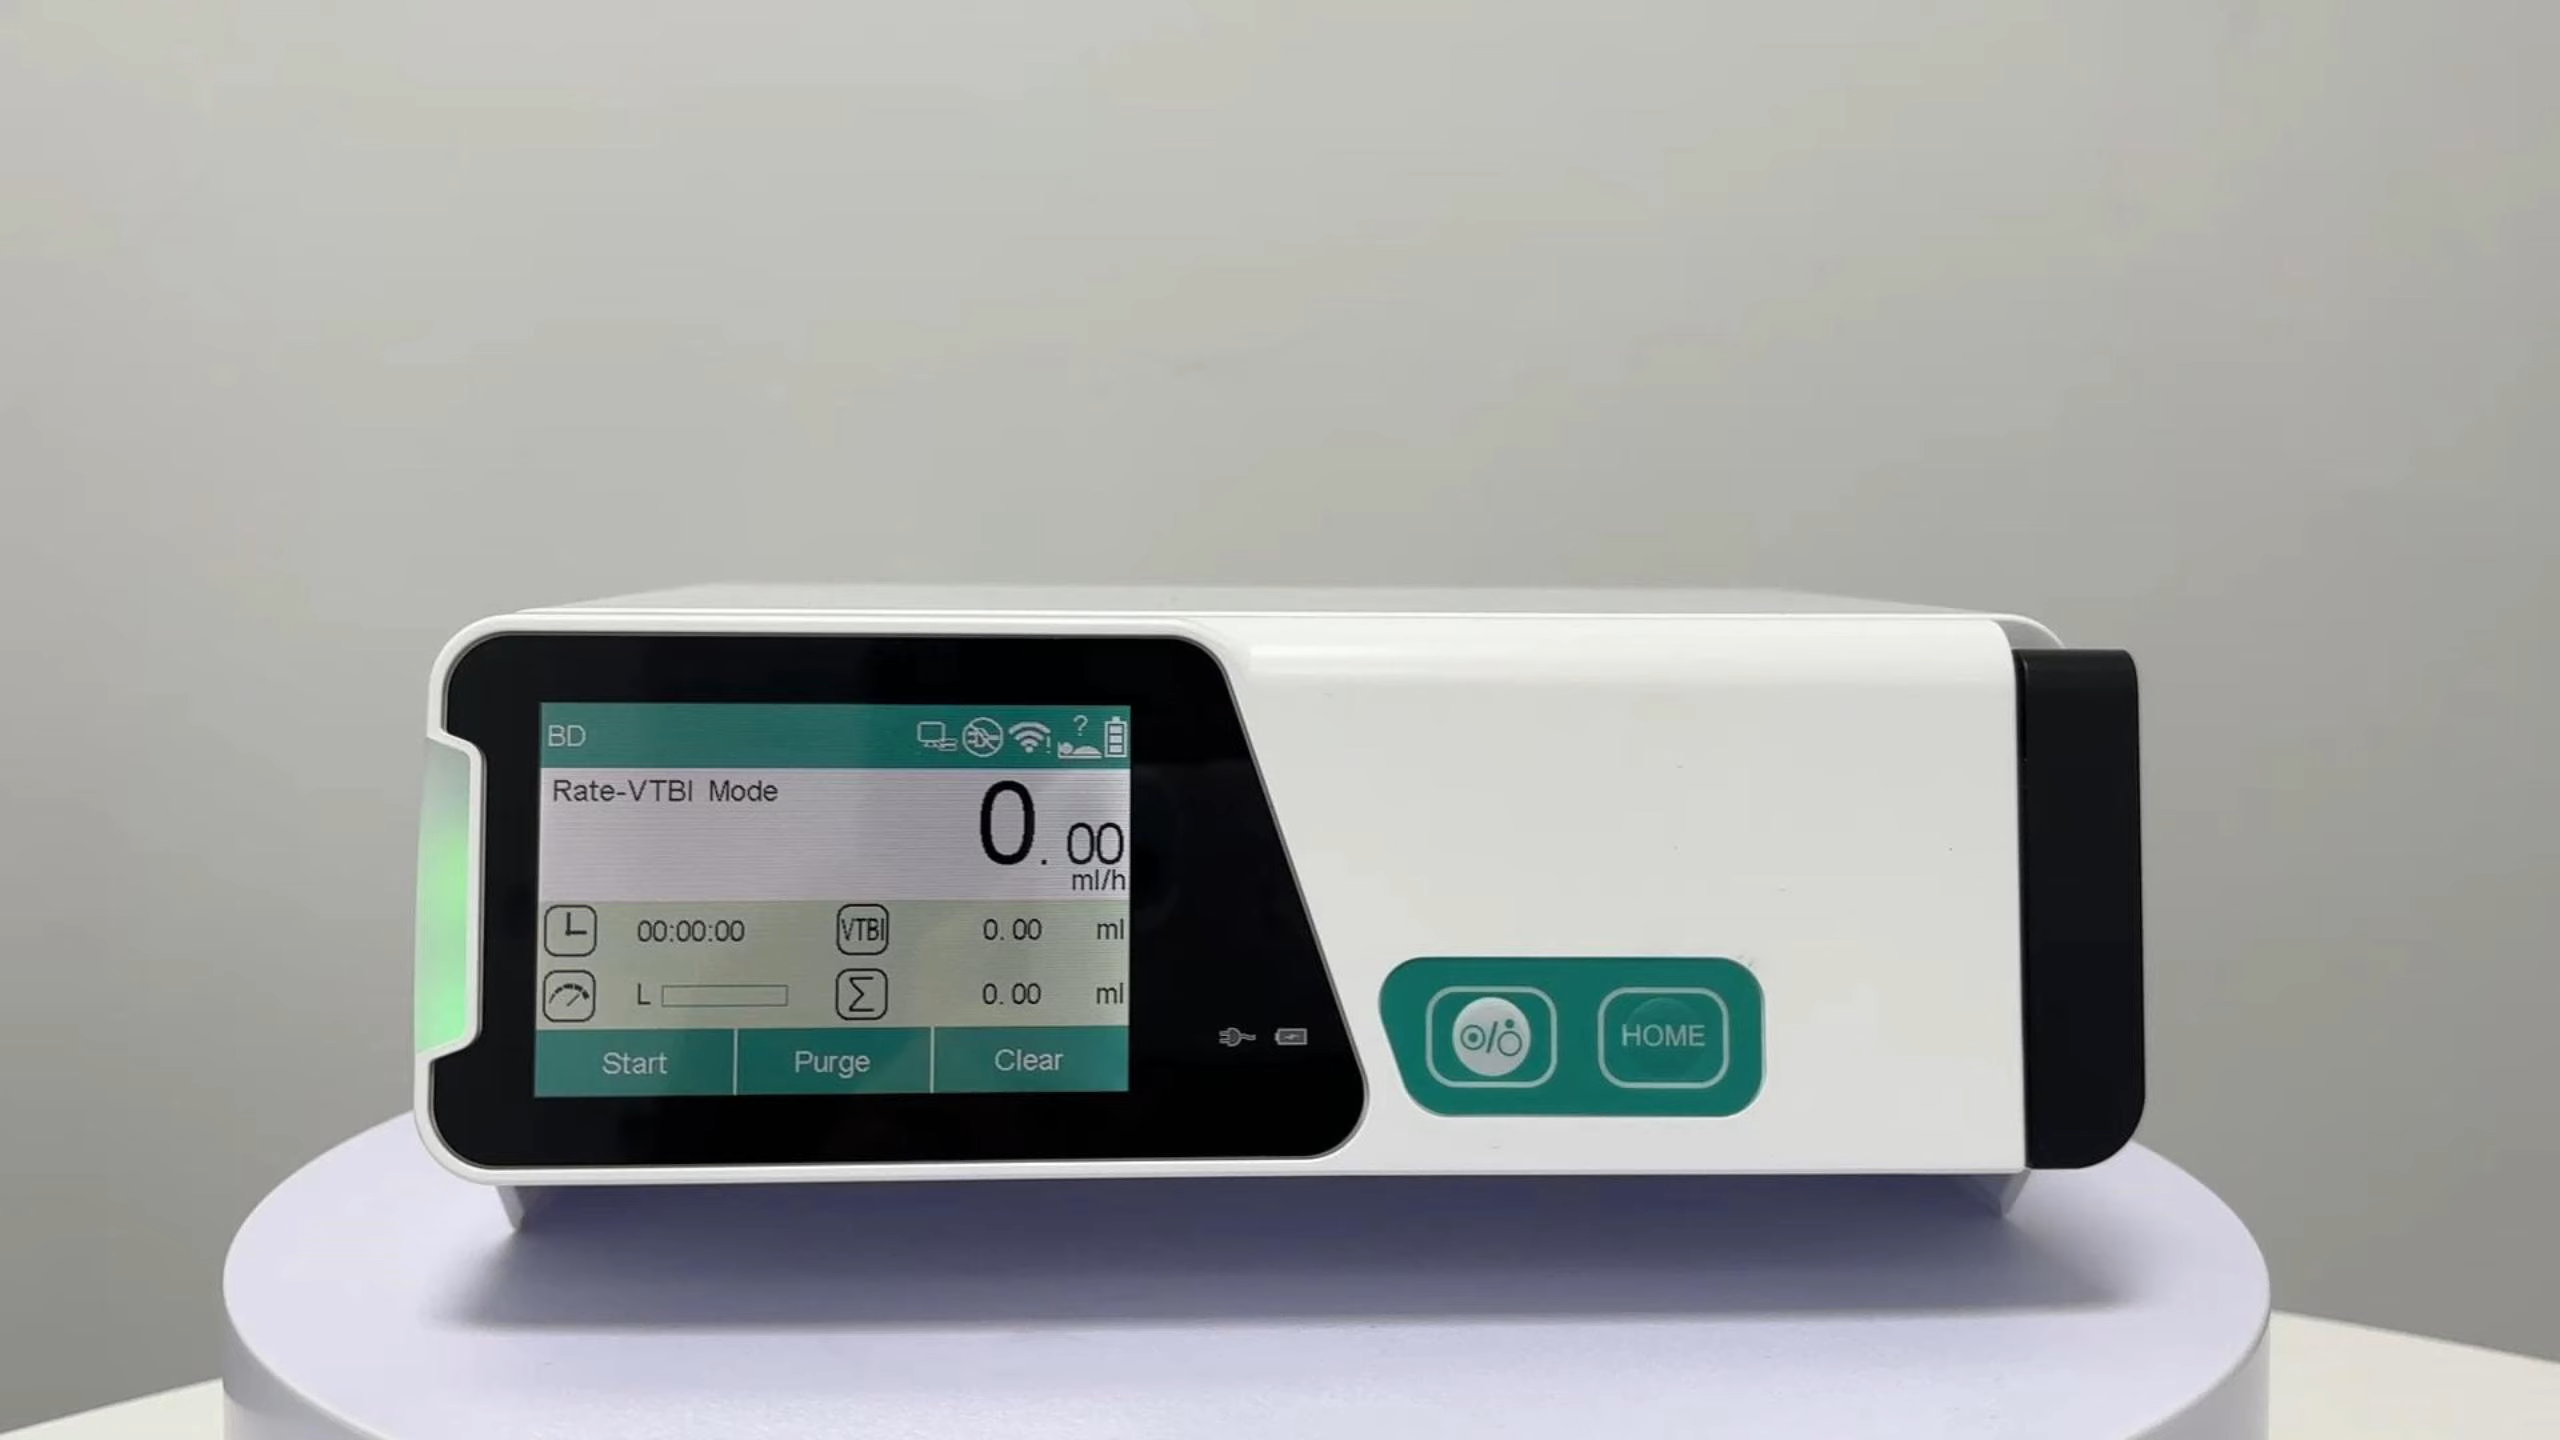 BD
?
Rate-VTBI Mode
0.00
ml/h
00:00:00 VTBI 0.00 ml
L Σ 0.00 ml
Start Purge Clear
HOME